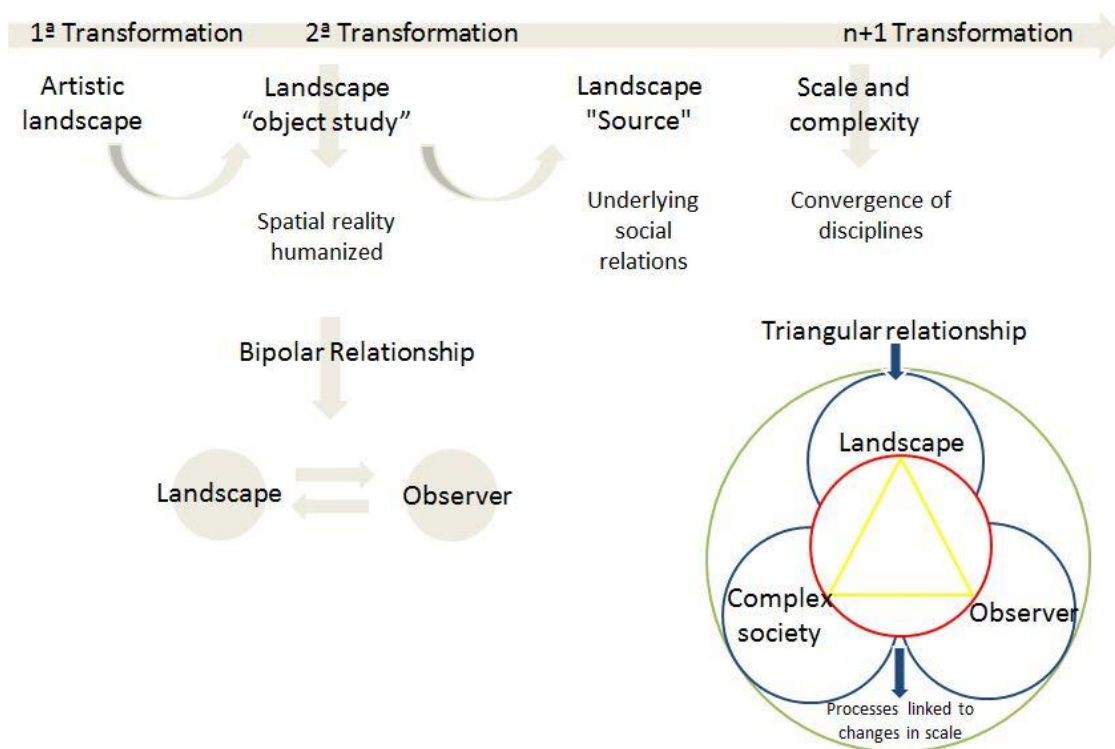 1ª Transformation
2ª Transformation
n+1 Transformation
Artistic
landscape
Landscape
“object study”
Landscape
"Source"
Scale and
complexity
Spatial reality
humanized
Underlying
social
relations
Convergence of
disciplines
Bipolar Relationship
Landscape
Observer
Triangular relationship
Landscape
Complex
society
Observer
Processes linked to
changes in scale